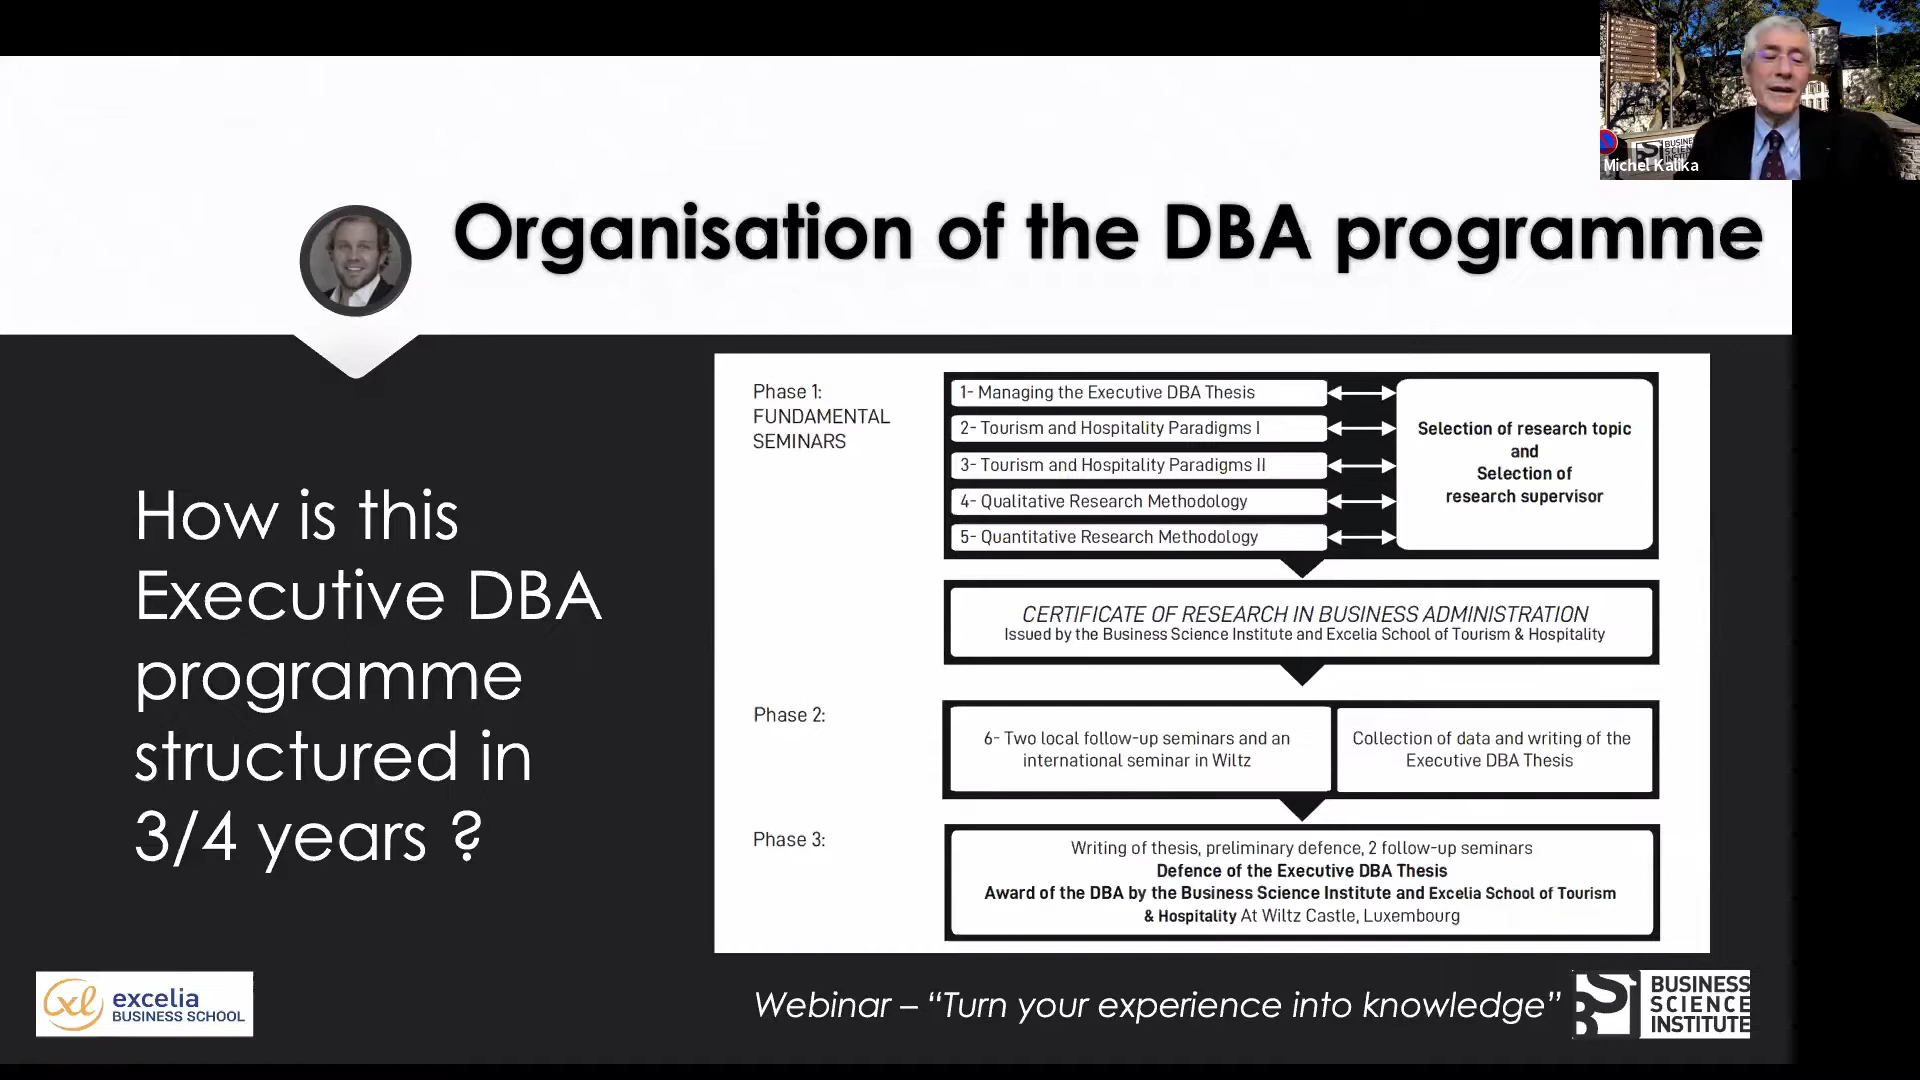 Organisation of the DBA programme
Michel Kalika
How is this
Executive DBA
programme
structured in
3/4 years ?
Phase 1:
FUNDAMENTAL
SEMINARS
1- Managing the Executive DBA Thesis
2- Tourism and Hospitality Paradigms I
3- Tourism and Hospitality Paradigms II
4- Qualitative Research Methodology
5- Quantitative Research Methodology
Selection of research topic
and
Selection of
research supervisor
CERTIFICATE OF RESEARCH IN BUSINESS ADMINISTRATION
Issued by the Business Science Institute and Excelia School of Tourism & Hospitality
Phase 2:
6- Two local follow-up seminars and an
international seminar in Wiltz
Collection of data and writing of the
Executive DBA Thesis
Phase 3:
Writing of thesis, preliminary defence, 2 follow-up seminars
Defence of the Executive DBA Thesis
Award of the DBA by the Business Science Institute and Excelia School of Tourism
& Hospitality At Wiltz Castle, Luxembourg
excelia
BUSINESS SCHOOL
Webinar – “Turn your experience into knowledge”
BUSINESS
SCIENCE
INSTITUTE